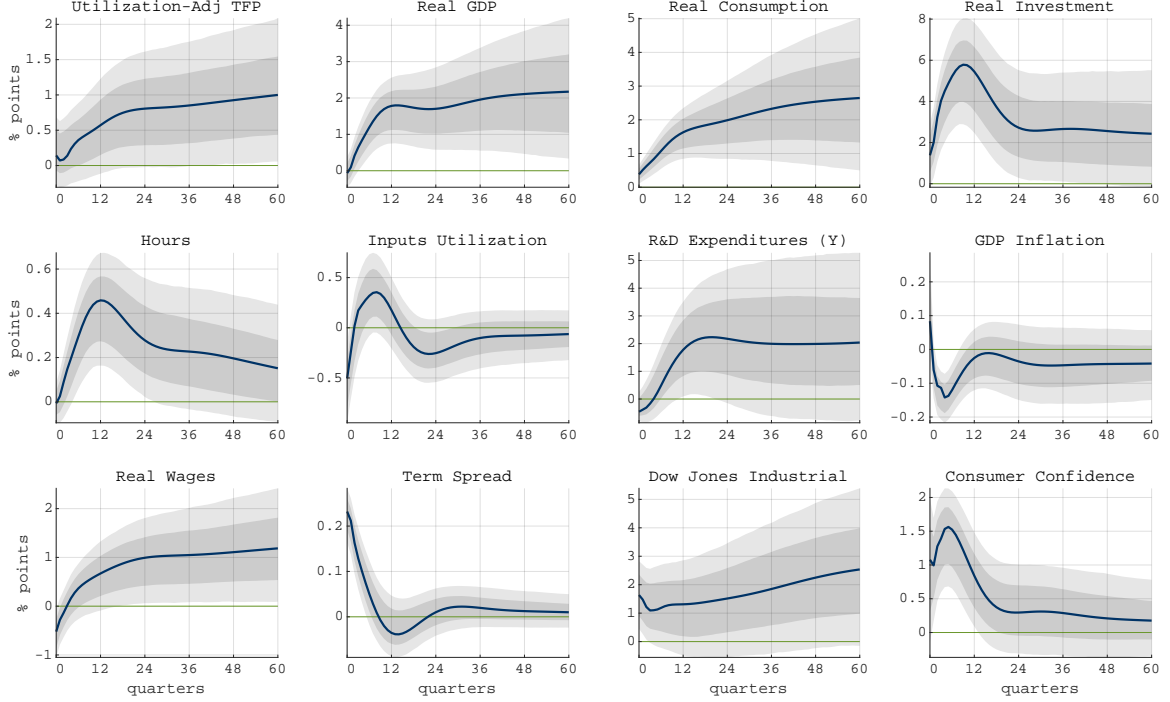 Utilization-Adj TFP
Real GDP
Real Consumption
Real Investment
% points
2
1.5
1
0.5
0
0 12 24 36 48 60
4
3
2
1
0
0 12 24 36 48 60
5
4
3
2
1
0
0 12 24 36 48 60
8
6
4
2
0
0 12 24 36 48 60
Hours
Inputs Utilization
R&D Expenditures (Y)
GDP Inflation
% points
0.6
0.4
0.2
0
0 12 24 36 48 60
0.5
0
-0.5
0 12 24 36 48 60
5
4
3
2
1
0
0 12 24 36 48 60
0.2
0.1
0
-0.1
-0.2
0 12 24 36 48 60
Real Wages
Term Spread
Dow Jones Industrial
Consumer Confidence
% points
2
1
0
-1
0 12 24 36 48 60
quarters
0.2
0.1
0
0 12 24 36 48 60
quarters
5
4
3
2
1
0
0 12 24 36 48 60
quarters
2
1.5
1
0.5
0
0 12 24 36 48 60
quarters